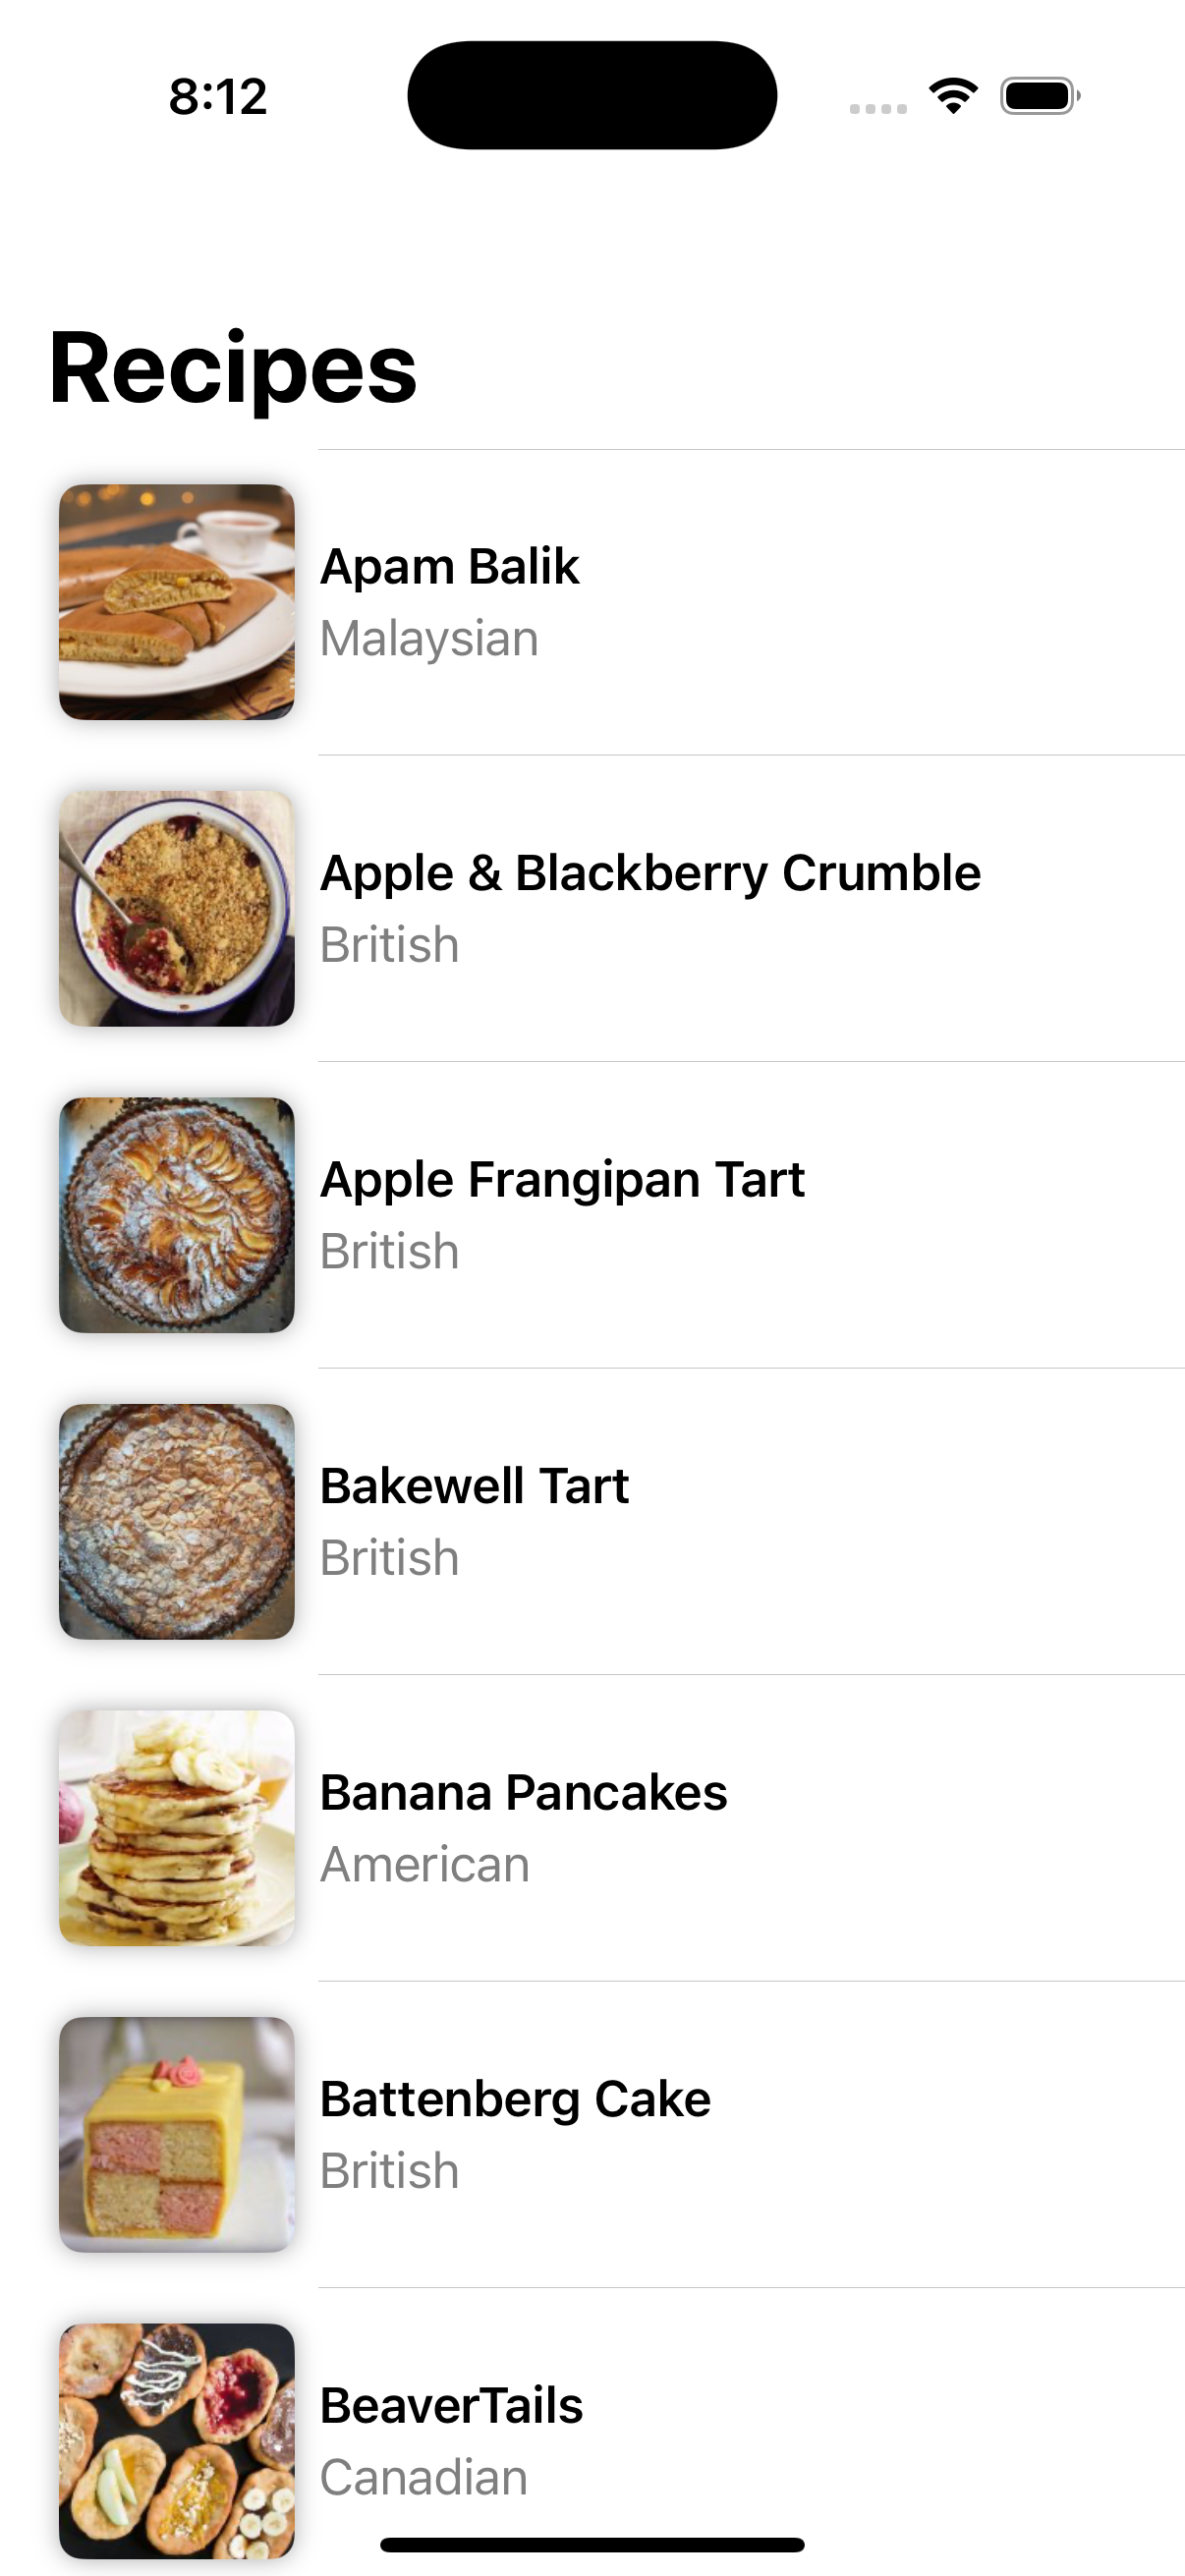 8:12
Recipes
Apam Balik
Malaysian
Apple & Blackberry Crumble
British
Apple Frangipan Tart
British
Bakewell Tart
British
Banana Pancakes
American
Battenberg Cake
British
BeaverTails
Canadian